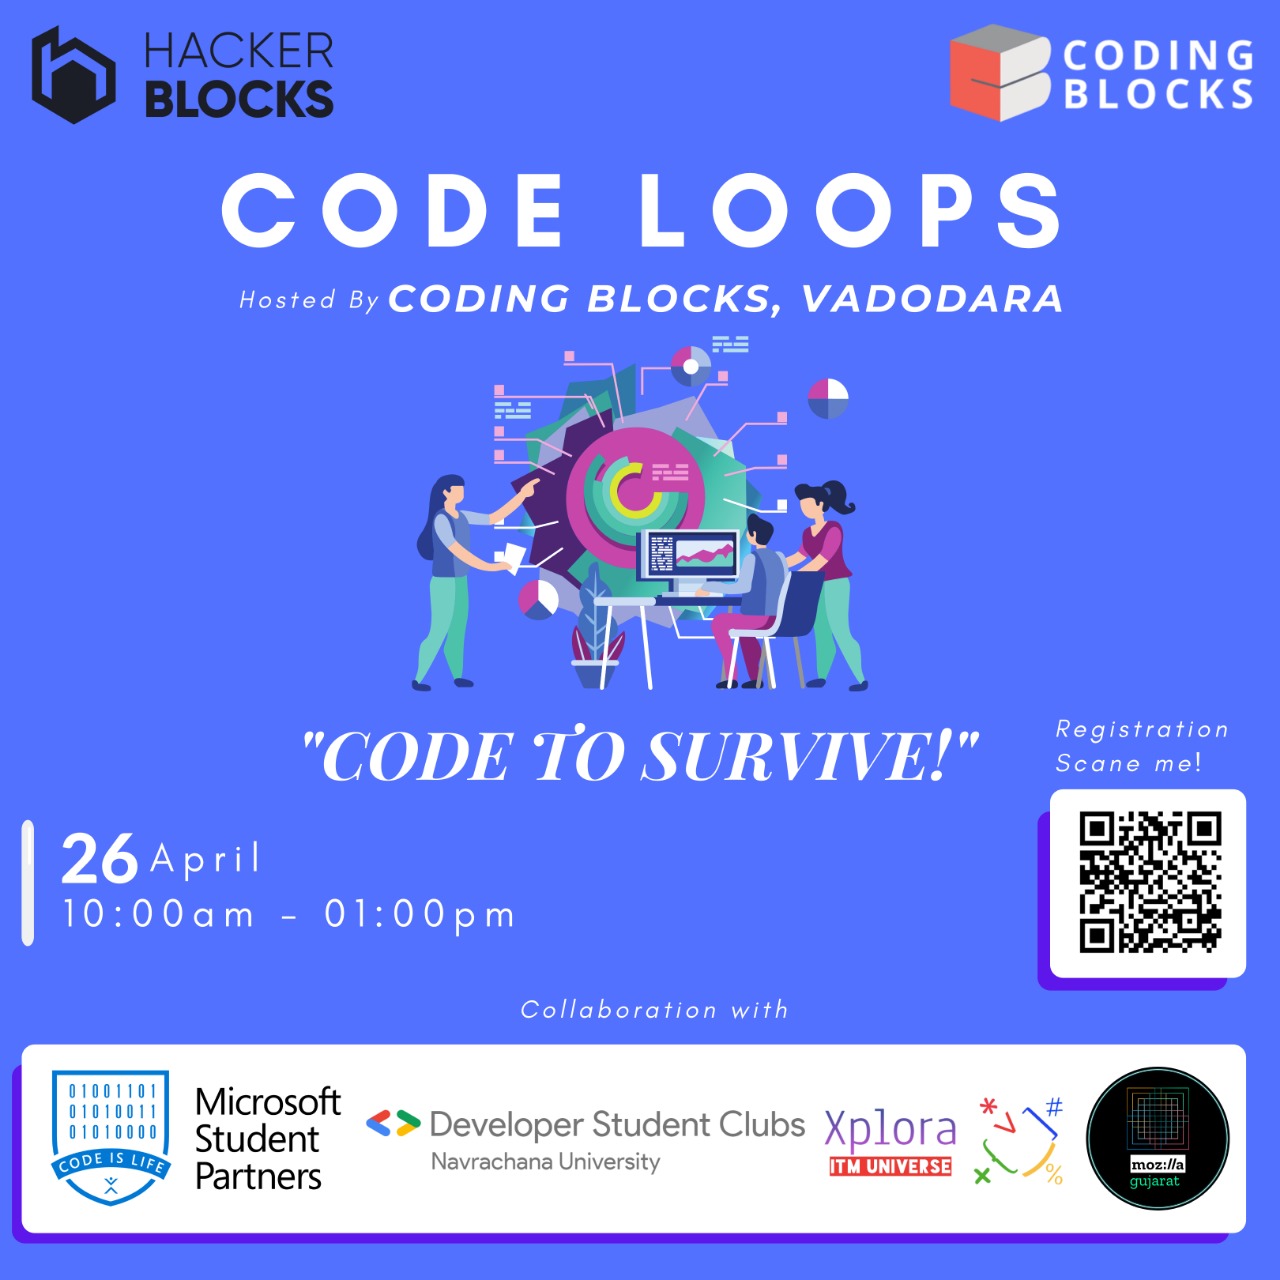 HACKER
BLOCKS
CODING
BLOCKS
CODE LOOPS
Hosted By CODING BLOCKS, VADODARA
"CODE TO SURVIVE!"
Registration
Scane me!
26 April
10:00am - 01:00pm
Collaboration with
01001101
01010011
01010000
CODE IS LIFE
Microsoft
Student
Partners
Developer Student Clubs
Navrachana University
Xplora
ITM UNIVERSE
* V #
X %
moz://a
gujarat